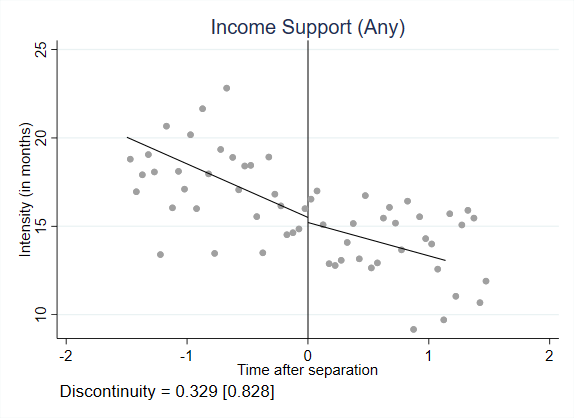 Income Support (Any)
Intensity (in months)
25
20
15
10
-2 -1 0 1 2
Time after separation
Discontinuity = 0.329 [0.828]